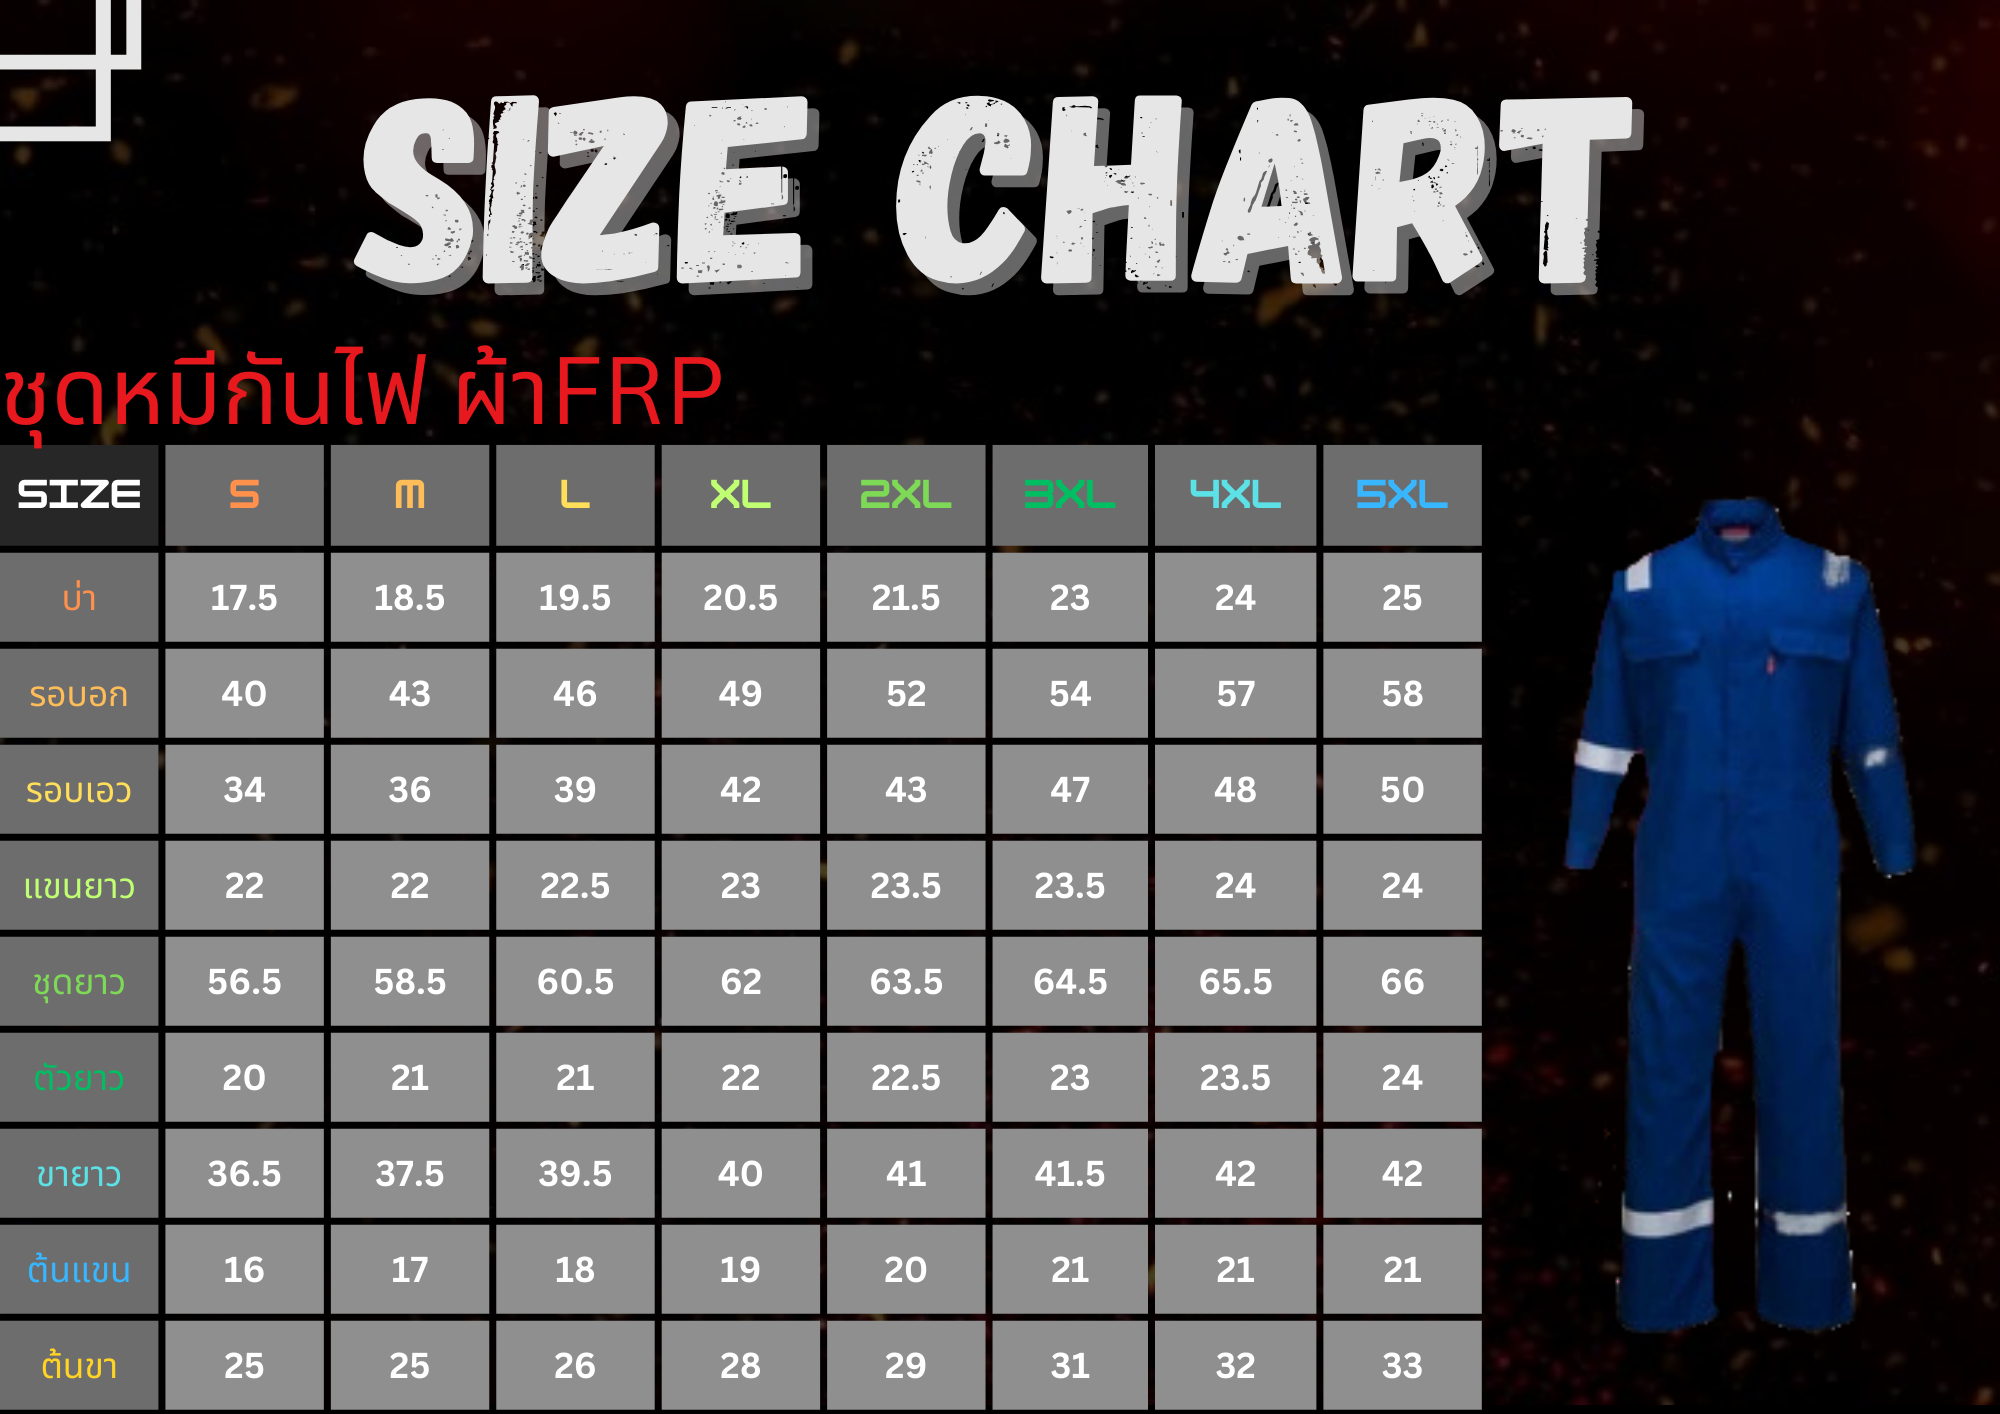 SIZE CHART
ชุดหมีกันไฟ ผ้าFRP
SIZE S M L XL 2XL 3XL 4XL 5XL
บ่า 17.5 18.5 19.5 20.5 21.5 23 24 25
รอบอก 40 43 46 49 52 54 57 58
รอบเอว 34 36 39 42 43 47 48 50
แขนยาว 22 22 22.5 23 23.5 23.5 24 24
ชุดยาว 56.5 58.5 60.5 62 63.5 64.5 65.5 66
ตัวยาว 20 21 21 22 22.5 23 23.5 24
ขายาว 36.5 37.5 39.5 40 41 41.5 42 42
ต้นแขน 16 17 18 19 20 21 21 21
ต้นขา 25 25 26 28 29 31 32 33